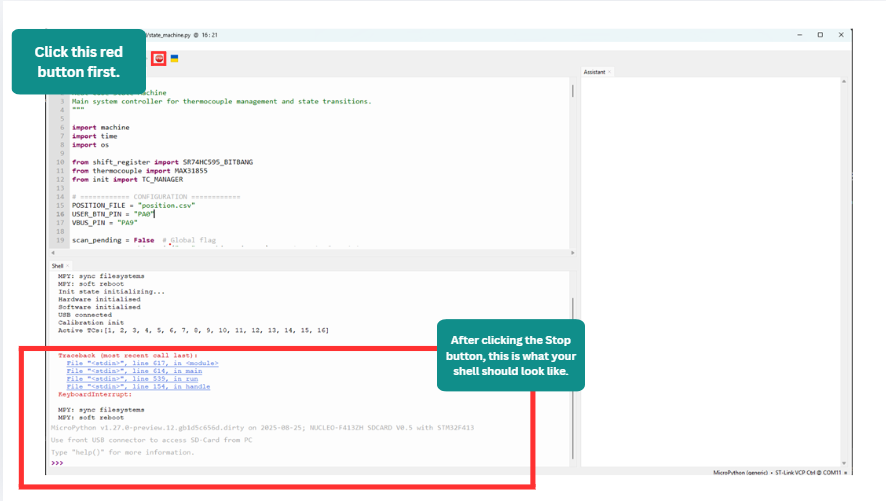 /state_machine.py @ 16: 21
Click this red
button first.
STOP
Assistant ×
3 Main system controller for thermocouple management and state transitions.
4 """
5
6 import machine
7 import time
8 import os
9
10 from shift_register import SR74HC595_BITBANG
11 from thermocouple import MAX31855
12 from init import TC_MANAGER
13
14 # ============ CONFIGURATION ============
15 POSITION_FILE = "position.csv"
16 USER_BTN_PIN = "PA0"
17 VBUS_PIN = "PA9"
18
19 scan_pending = False # Global flag
Shell ×
MPY: sync filesystems
MPY: soft reboot
Init state initializing...
Hardware initialised
Software initialised
USB connected
Calibration init
Active TCs:[1, 2, 3, 4, 5, 6, 7, 8, 9, 10, 11, 12, 13, 14, 15, 16]
After clicking the Stop
button, this is what your
shell should look like.
Traceback (most recent call last):
File "<stdin>", line 617, in <module>
File "<stdin>", line 614, in main
File "<stdin>", line 535, in run
File "<stdin>", line 154, in handle
KeyboardInterrupt:
MPY: sync filesystems
MPY: soft reboot
MicroPython v1.27.0-preview.12.gb1d5c656d.dirty on 2025-06-25; NUCLEO-F413ZH SDCARD V0.5 with STM32F413
Use front USB connector to access SD-Card from PC
Type "help()" for more information.
>>>
MicroPython (generic) • ST-Link VCP Ctrl @ COM11